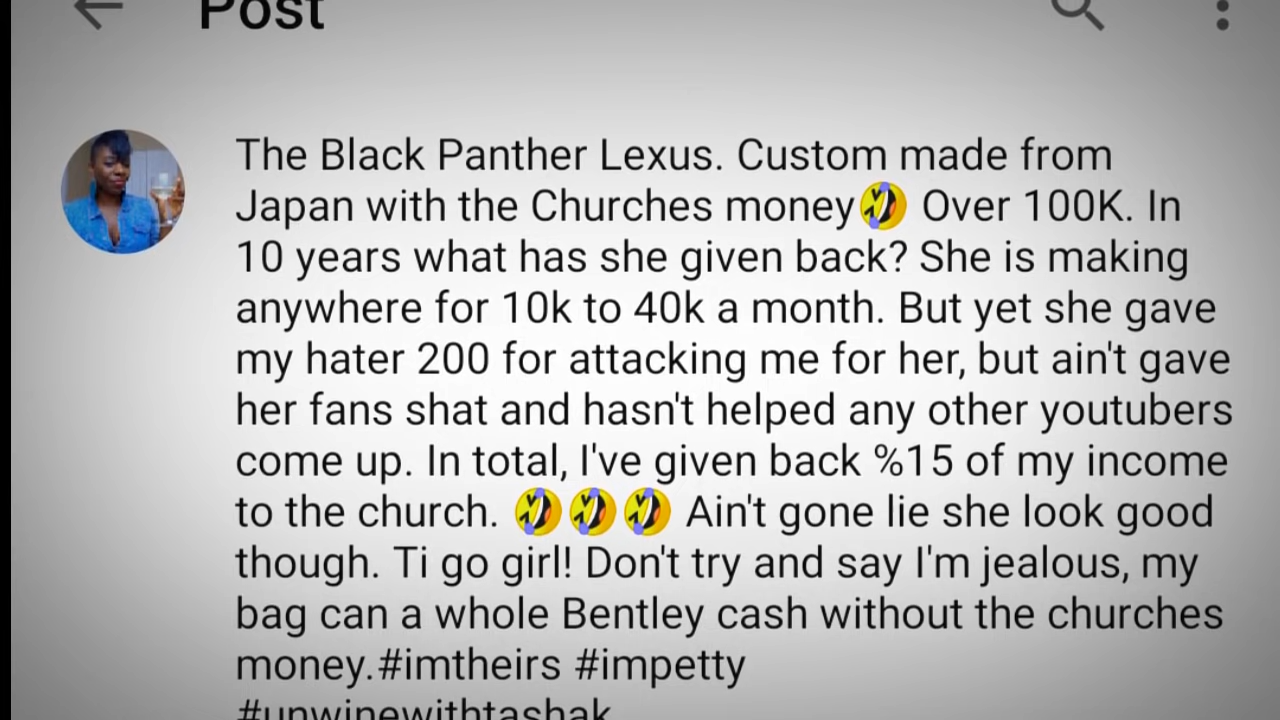 Post
The Black Panther Lexus. Custom made from
Japan with the Churches money🤣 Over 100K. In
10 years what has she given back? She is making
anywhere for 10k to 40k a month. But yet she gave
my hater 200 for attacking me for her, but ain't gave
her fans shat and hasn't helped any other youtubers
come up. In total, I've given back %15 of my income
to the church. 🤣🤣🤣 Ain't gone lie she look good
though. Ti go girl! Don't try and say I'm jealous, my
bag can a whole Bentley cash without the churches
money.#imtheirs #impetty
#unwinewithtashak